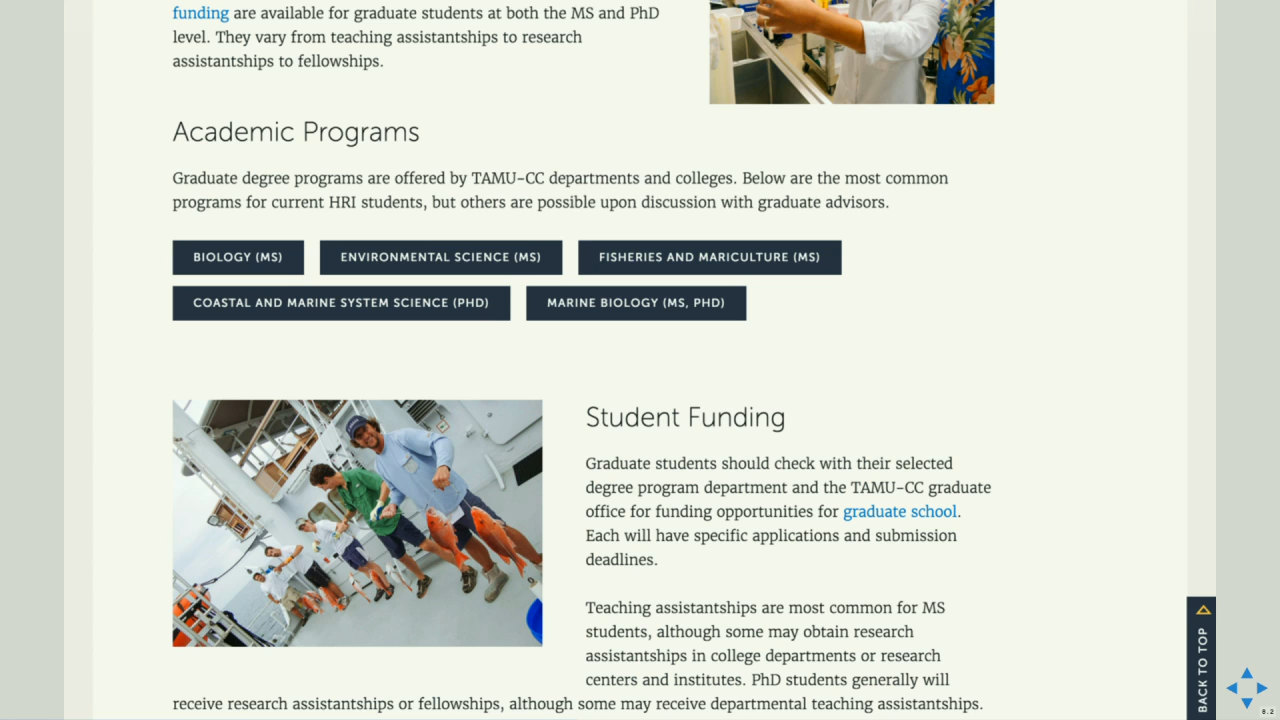 funding are available for graduate students at both the MS and PhD
level. They vary from teaching assistantships to research
assistantships to fellowships.
Academic Programs
Graduate degree programs are offered by TAMU-CC departments and colleges. Below are the most common
programs for current HRI students, but others are possible upon discussion with graduate advisors.
BIOLOGY (MS)
ENVIRONMENTAL SCIENCE (MS)
FISHERIES AND MARICULTURE (MS)
COASTAL AND MARINE SYSTEM SCIENCE (PHD)
MARINE BIOLOGY (MS, PHD)
Student Funding
Graduate students should check with their selected
degree program department and the TAMU-CC graduate
office for funding opportunities for graduate school.
Each will have specific applications and submission
deadlines.
Teaching assistantships are most common for MS
students, although some may obtain research
assistantships in college departments or research
centers and institutes. PhD students generally will
receive research assistantships or fellowships, although some may receive departmental teaching assistantships.
BACK TO TOP
8.2